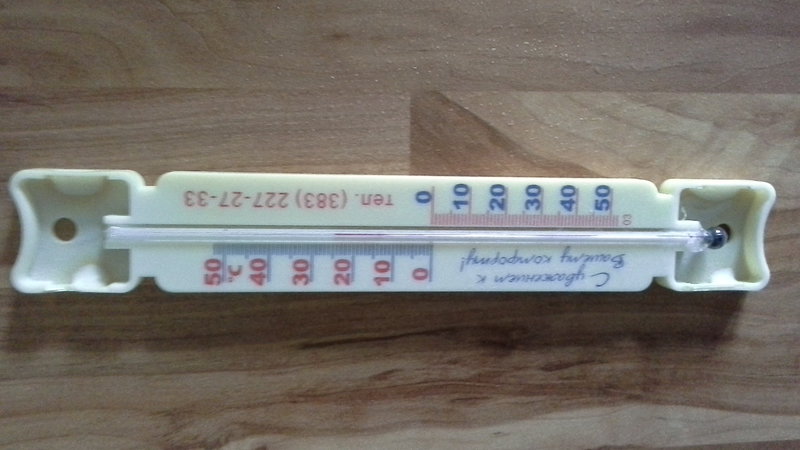 тел. (383) 227-27-33
0 10 20 30 40 50
03
50 40 30 20 10 0
°C
С уважением к
Вашему комфорту!